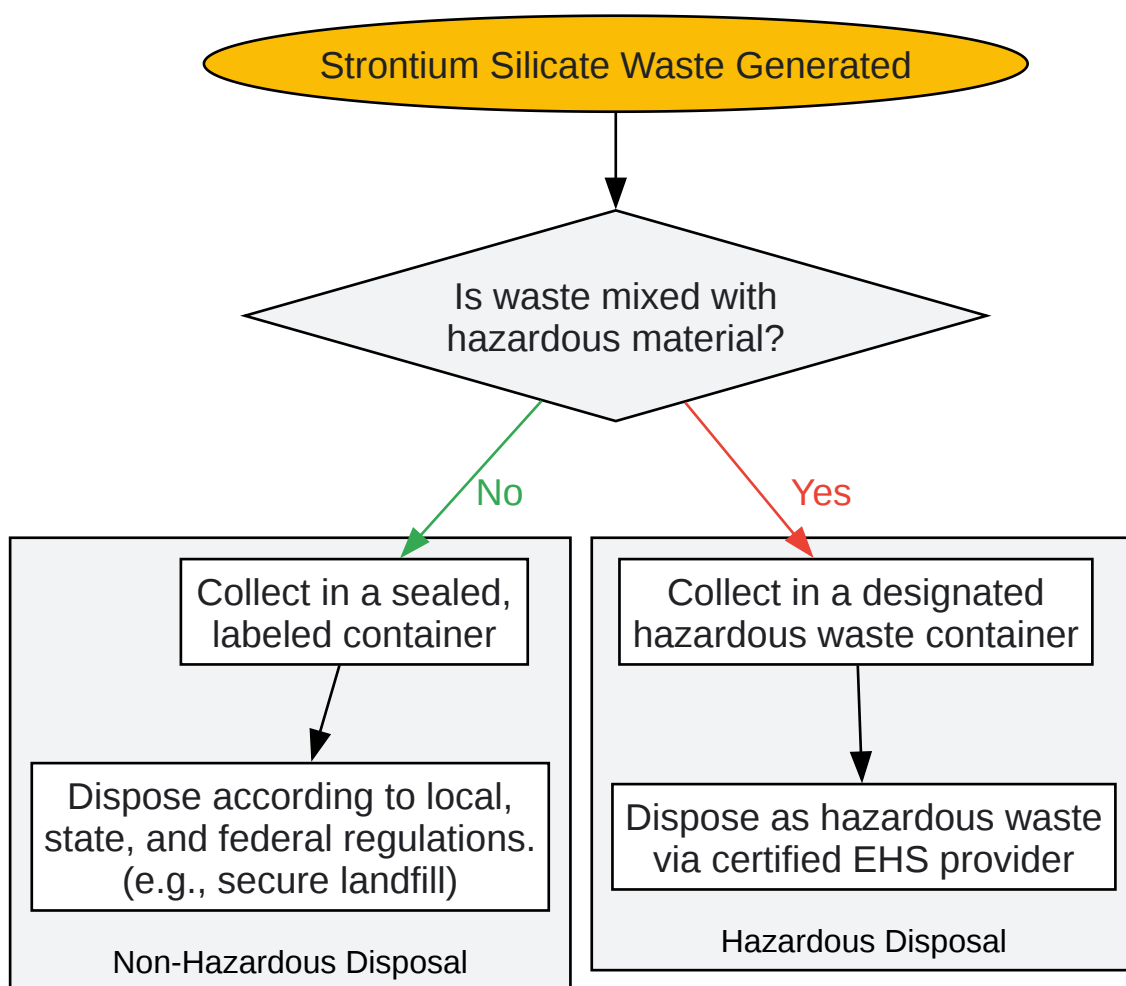 Strontium Silicate Waste Generated
Is waste mixed with
hazardous material?
No
Yes
Collect in a sealed,
labeled container
Dispose according to local,
state, and federal regulations.
(e.g., secure landfill)
Non-Hazardous Disposal
Collect in a designated
hazardous waste container
Dispose as hazardous waste
via certified EHS provider
Hazardous Disposal